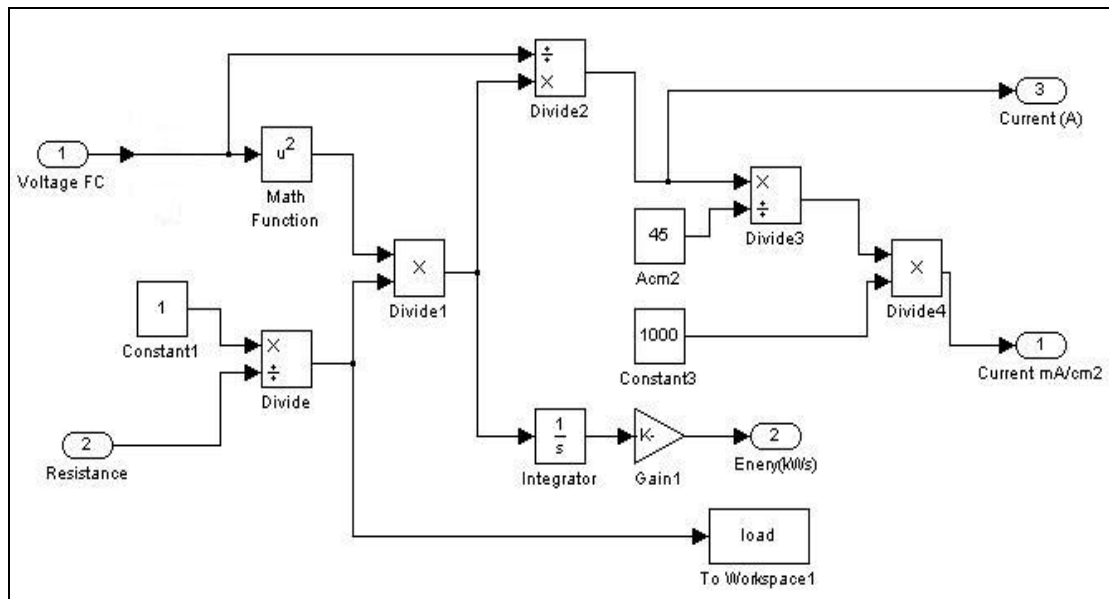 ÷
×
Divide2
3
Current (A)
1
Voltage FC
u²
Math
Function
×
÷
Divide3
45
Acm2
×
Divide1
×
Divide4
1
Constant1
1000
Constant3
×
÷
Divide
1
Current mA/cm2
2
Resistance
1
s
Integrator
K-
Gain1
2
Enery(kWs)
load
To Workspace1